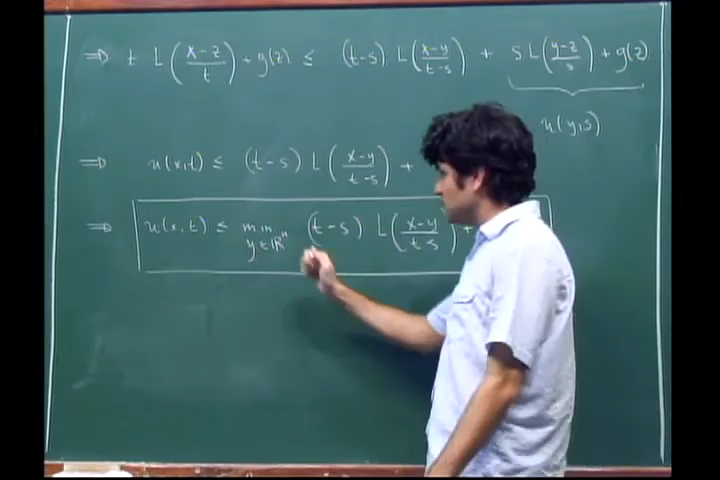 ⇒ t L((x-z)/t) + g(z) ≤ (t-s) L((x-y)/(t-s)) + s L((y-z)/s) + g(z)
u(y,s)
⇒ u(x,t) ≤ (t-s) L((x-y)/(t-s)) +
⇒ u(x,t) ≤ min y∈ℝⁿ (t-s) L((x-y)/(t-s)) +